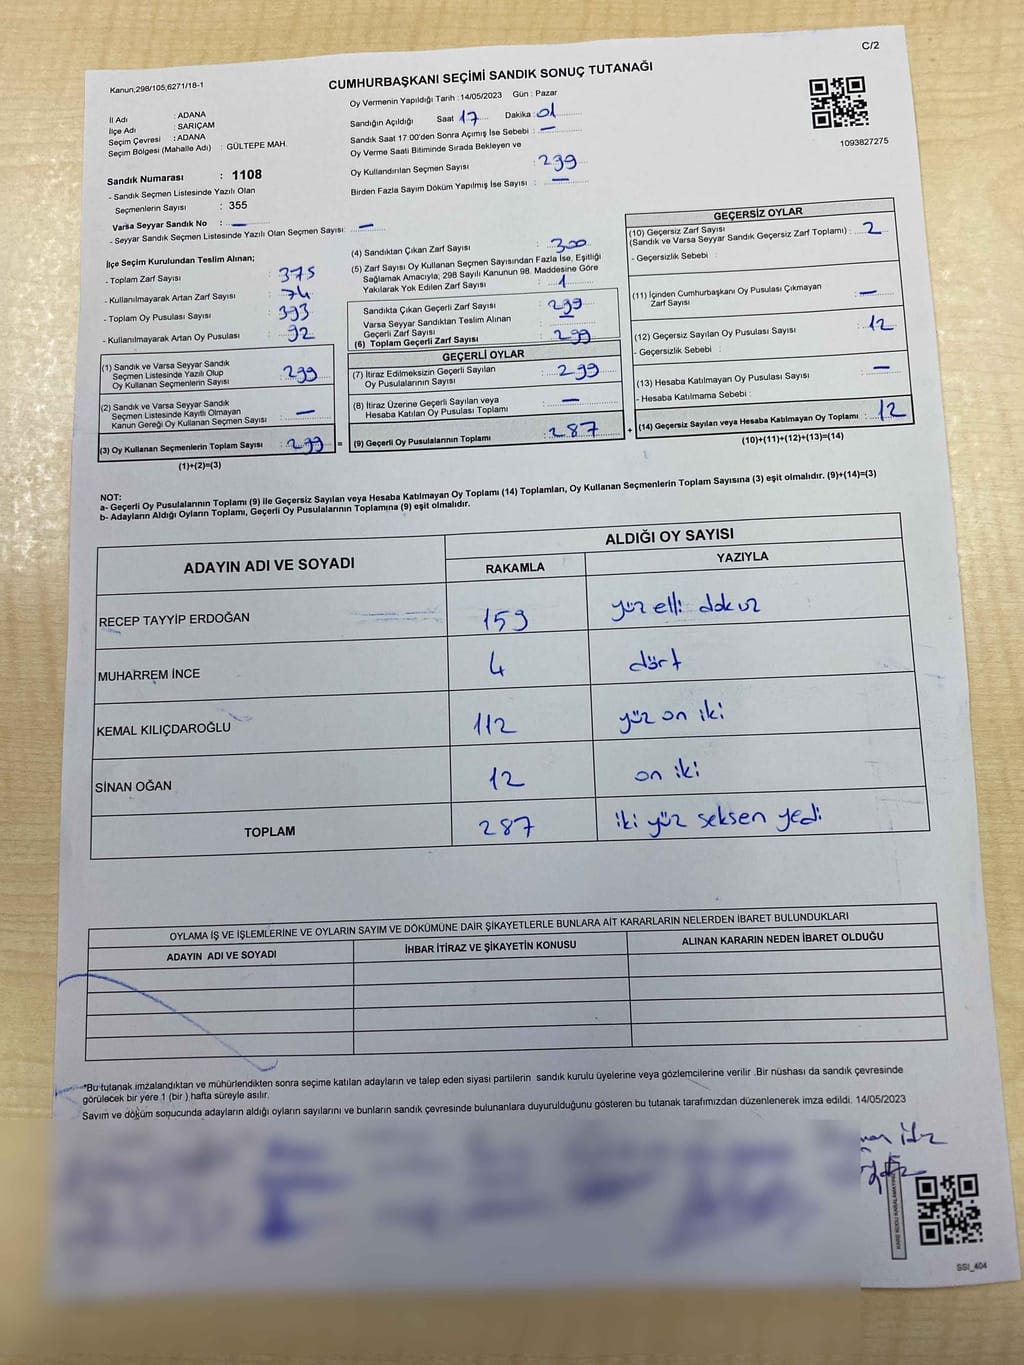 C/2
Kanun,298/105,6271/18-1
CUMHURBAŞKANI SEÇİMİ SANDIK SONUÇ TUTANAĞI
İl Adı : ADANA
İlçe Adı : SARIÇAM
Seçim Çevresi : ADANA
Seçim Bölgesi (Mahalle Adı) : GÜLTEPE MAH.
Sandık Numarası : 1108
- Sandık Seçmen Listesinde Yazılı Olan
Seçmenlerin Sayısı : 355
Varsa Seyyar Sandık No : —
- Seyyar Sandık Seçmen Listesinde Yazılı Olan Seçmen Sayısı: —
Oy Vermenin Yapıldığı Tarih : 14/05/2023 Gün : Pazar
Sandığın Açıldığı Saat 17 Dakika : 01
Sandık Saat 17:00'den Sonra Açımış İse Sebebi : —
Oy Verme Saati Bitiminde Sırada Bekleyen ve
Oy Kullandırılan Seçmen Sayısı : 299
Birden Fazla Sayım Döküm Yapılmış İse Sayısı : —
1093827275
İlçe Seçim Kurulundan Teslim Alınan;
- Toplam Zarf Sayısı : 375
- Kullanılmayarak Artan Zarf Sayısı : 74
- Toplam Oy Pusulası Sayısı : 393
- Kullanılmayarak Artan Oy Pusulası : 92
(1) Sandık ve Varsa Seyyar Sandık
Seçmen Listesinde Yazılı Olup
Oy Kullanan Seçmenlerin Sayısı : 299
(2) Sandık ve Varsa Seyyar Sandık
Seçmen Listesinde Kayıtlı Olmayan
Kanun Gereği Oy Kullanan Seçmen Sayısı : —
(3) Oy Kullanan Seçmenlerin Toplam Sayısı : 299 =
(1)+(2)=(3)
(4) Sandıktan Çıkan Zarf Sayısı : 300
(5) Zarf Sayısı Oy Kullanan Seçmen Sayısından Fazla İse, Eşitliği
Sağlamak Amacıyla; 298 Sayılı Kanunun 98. Maddesine Göre
Yakılarak Yok Edilen Zarf Sayısı : 1
Sandıkta Çıkan Geçerli Zarf Sayısı : 299
Varsa Seyyar Sandıktan Teslim Alınan
Geçerli Zarf Sayısı : —
(6) Toplam Geçerli Zarf Sayısı : 299
GEÇERLİ OYLAR
(7) İtiraz Edilmeksizin Geçerli Sayılan
Oy Pusulalarının Sayısı : 299
(8) İtiraz Üzerine Geçerli Sayılan veya
Hesaba Katılan Oy Pusulası Toplamı : —
(9) Geçerli Oy Pusulalarının Toplamı : 287 +
GEÇERSİZ OYLAR
(10) Geçersiz Zarf Sayısı
(Sandık ve Varsa Seyyar Sandık Geçersiz Zarf Toplamı) : 2
- Geçersizlik Sebebi :
(11) İçinden Cumhurbaşkanı Oy Pusulası Çıkmayan
Zarf Sayısı : —
(12) Geçersiz Sayılan Oy Pusulası Sayısı : 12
- Geçersizlik Sebebi :
(13) Hesaba Katılmayan Oy Pusulası Sayısı : —
- Hesaba Katılmama Sebebi :
(14) Geçersiz Sayılan veya Hesaba Katılmayan Oy Toplamı : 12
(10)+(11)+(12)+(13)=(14)
NOT:
a- Geçerli Oy Pusulalarının Toplamı (9) ile Geçersiz Sayılan veya Hesaba Katılmayan Oy Toplamı (14) Toplamları, Oy Kullanan Seçmenlerin Toplam Sayısına (3) eşit olmalıdır. (9)+(14)=(3)
b- Adayların Aldığı Oyların Toplamı, Geçerli Oy Pusulalarının Toplamına (9) eşit olmalıdır.
ADAYIN ADI VE SOYADI ALDIĞI OY SAYISI
RAKAMLA YAZIYLA
RECEP TAYYİP ERDOĞAN 159 yüz elli dokuz
MUHARREM İNCE 4 dört
KEMAL KILIÇDAROĞLU 112 yüz on iki
SİNAN OĞAN 12 on iki
TOPLAM 287 iki yüz seksen yedi
OYLAMA İŞ VE İŞLEMLERİNE VE OYLARIN SAYIM VE DÖKÜMÜNE DAİR ŞİKAYETLERLE BUNLARA AİT KARARLARIN NELERDEN İBARET BULUNDUKLARI
ADAYIN ADI VE SOYADI İHBAR İTİRAZ VE ŞİKAYETİN KONUSU ALINAN KARARIN NEDEN İBARET OLDUĞU
*Bu tutanak imzalandıktan ve mühürlendikten sonra seçime katılan adayların ve talep eden siyasi partilerin sandık kurulu üyelerine veya gözlemcilerine verilir .Bir nüshası da sandık çevresinde
görülecek bir yere 1 (bir ) hafta süreyle asılır.
Sayım ve döküm sonucunda adayların aldığı oyların sayılarını ve bunların sandık çevresinde bulunanlara duyurulduğunu gösteren bu tutanak tarafımızdan düzenlenerek imza edildi. 14/05/2023
KARE KODU KARALAMAYINIZ
SSI_404